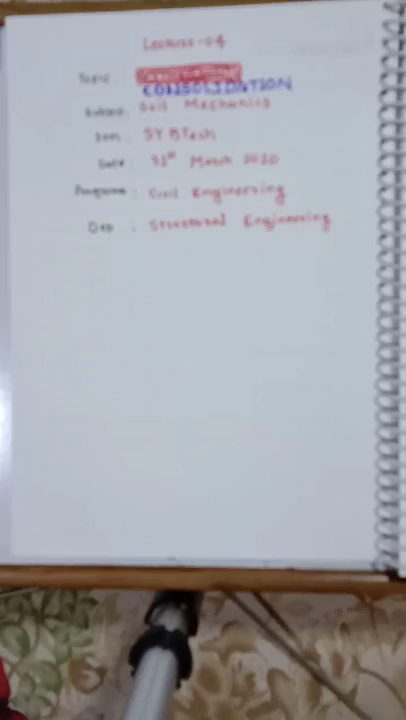 Lecture-04
Topic :
CONSOLIDATION
Subject : Soil Mechanics
Sem : SY BTech
Date : 31st March 2020
Programme : Civil Engineering
Dep : Structural Engineering